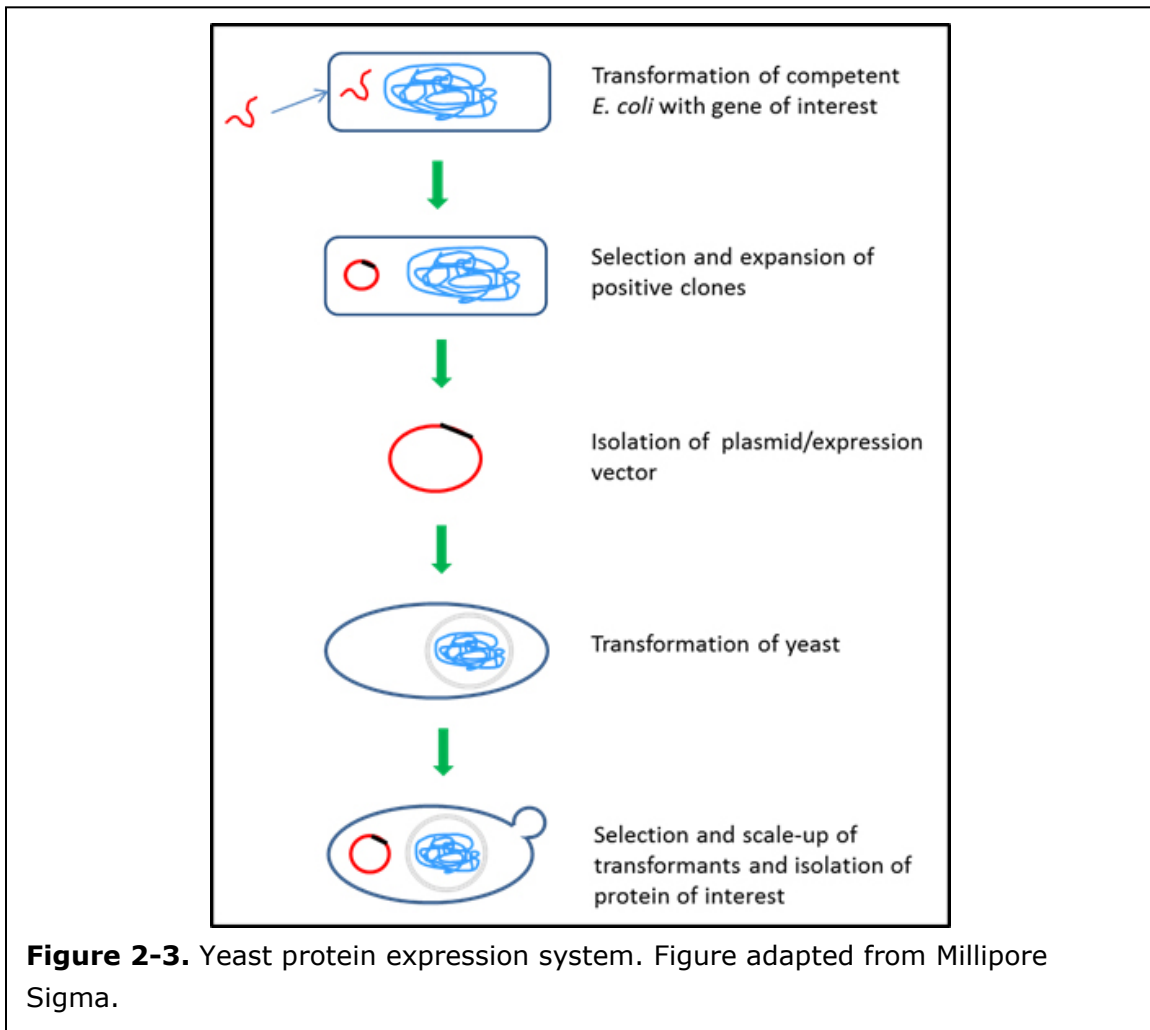 Transformation of competent
E. coli with gene of interest
Selection and expansion of
positive clones
Isolation of plasmid/expression
vector
Transformation of yeast
Selection and scale-up of
transformants and isolation of
protein of interest
Figure 2-3. Yeast protein expression system. Figure adapted from Millipore
Sigma.